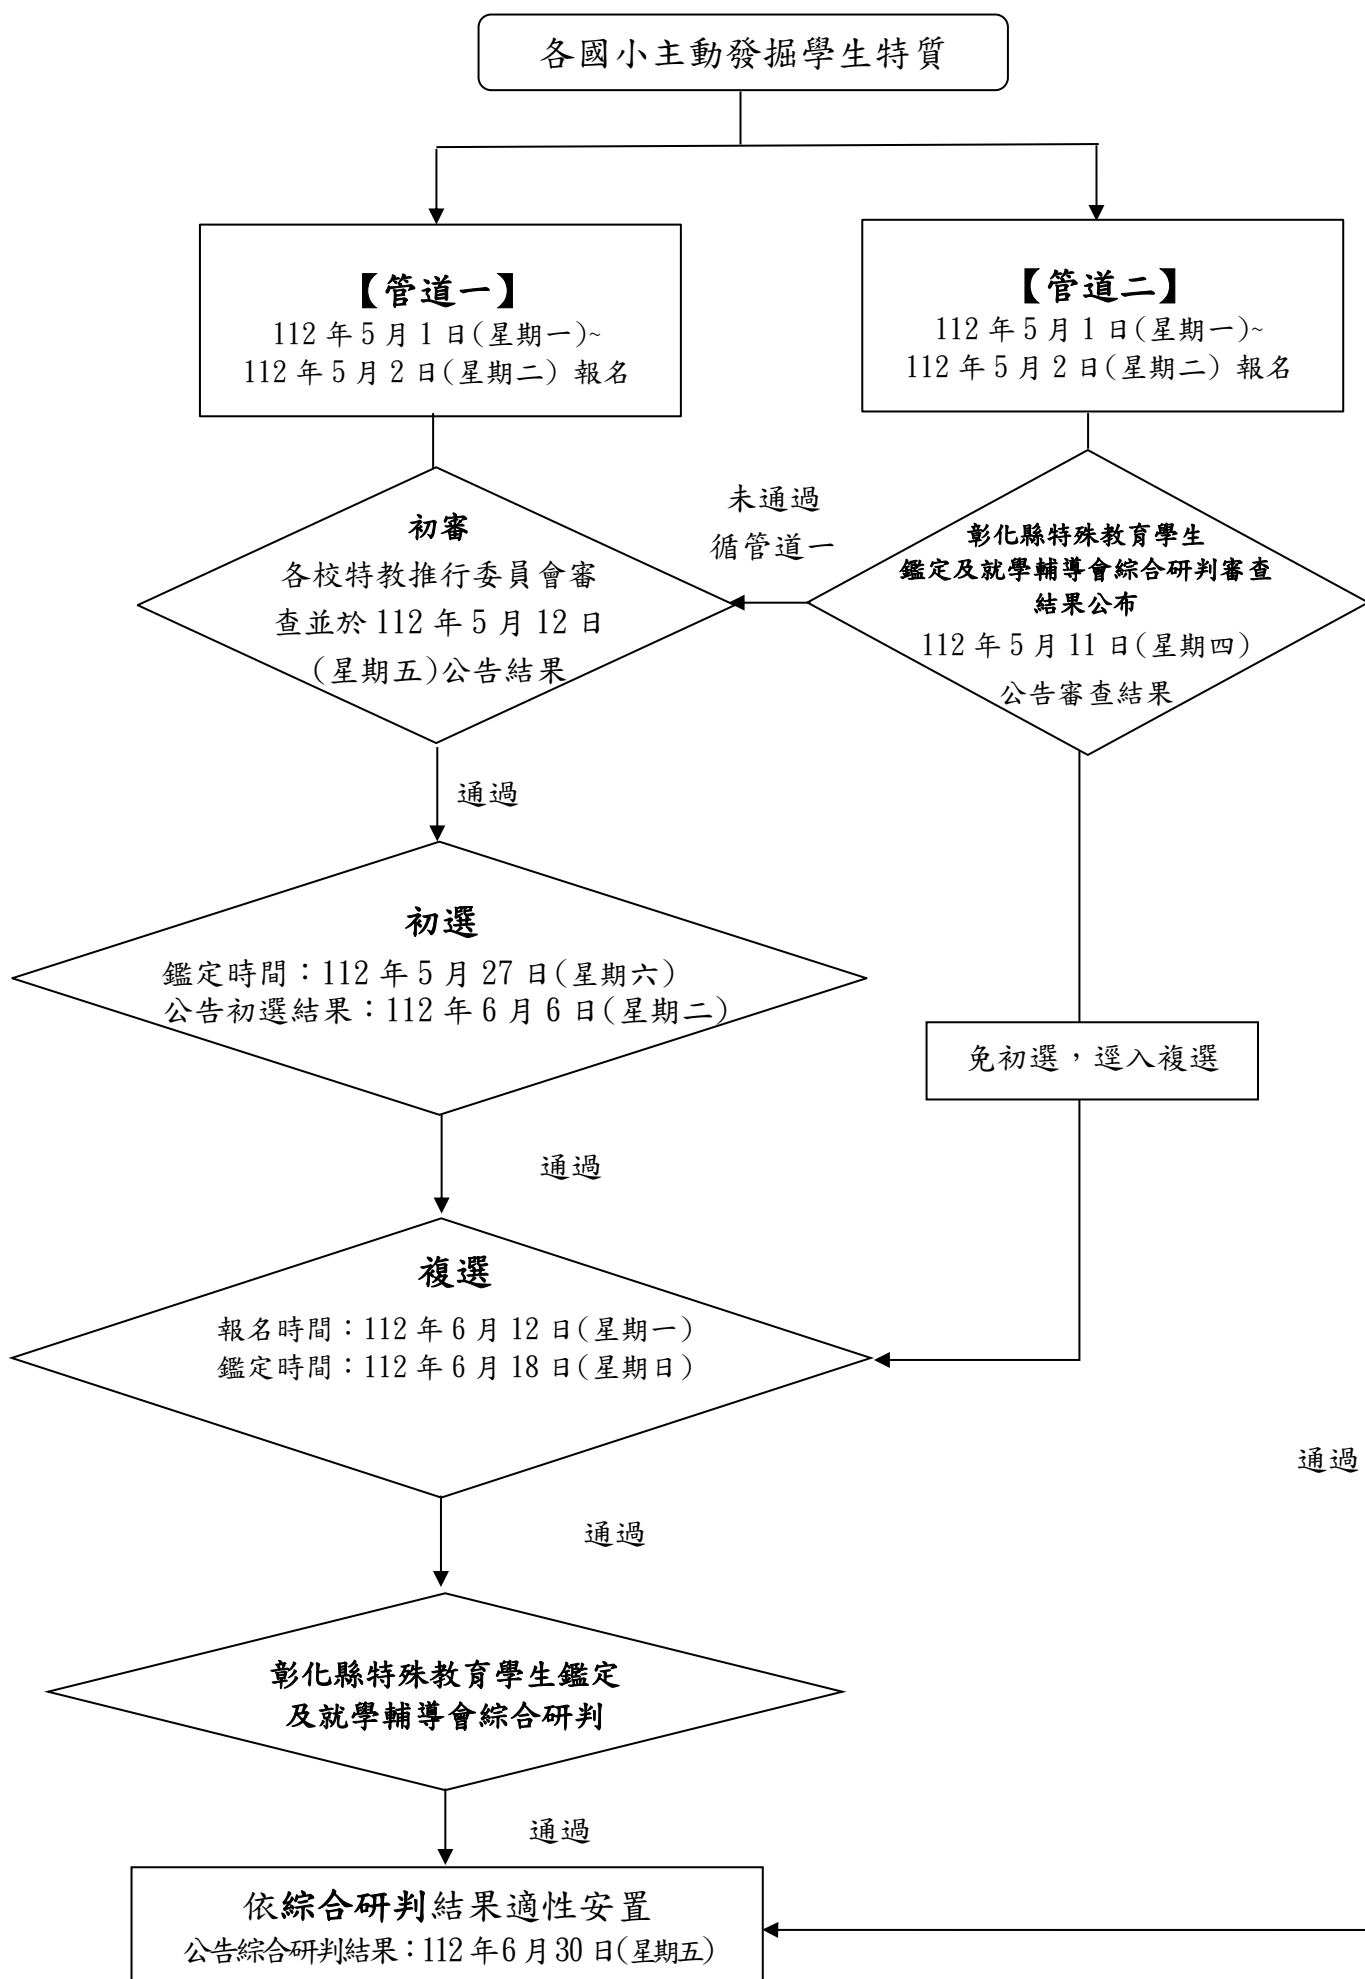 各國小主動發掘學生特質
【管道一】
112 年 5 月 1 日(星期一)~
112 年 5 月 2 日(星期二) 報名
【管道二】
112 年 5 月 1 日(星期一)~
112 年 5 月 2 日(星期二) 報名
初審
各校特教推行委員會審
查並於 112 年 5 月 12 日
(星期五)公告結果
未通過
循管道一
彰化縣特殊教育學生
鑑定及就學輔導會綜合研判審查
結果公布
112 年 5 月 11 日(星期四)
公告審查結果
通過
初選
鑑定時間：112 年 5 月 27 日(星期六)
公告初選結果：112 年 6 月 6 日(星期二)
免初選，逕入複選
通過
複選
報名時間：112 年 6 月 12 日(星期一)
鑑定時間：112 年 6 月 18 日(星期日)
通過
通過
彰化縣特殊教育學生鑑定
及就學輔導會綜合研判
通過
依綜合研判結果適性安置
公告綜合研判結果：112 年 6 月 30 日(星期五)